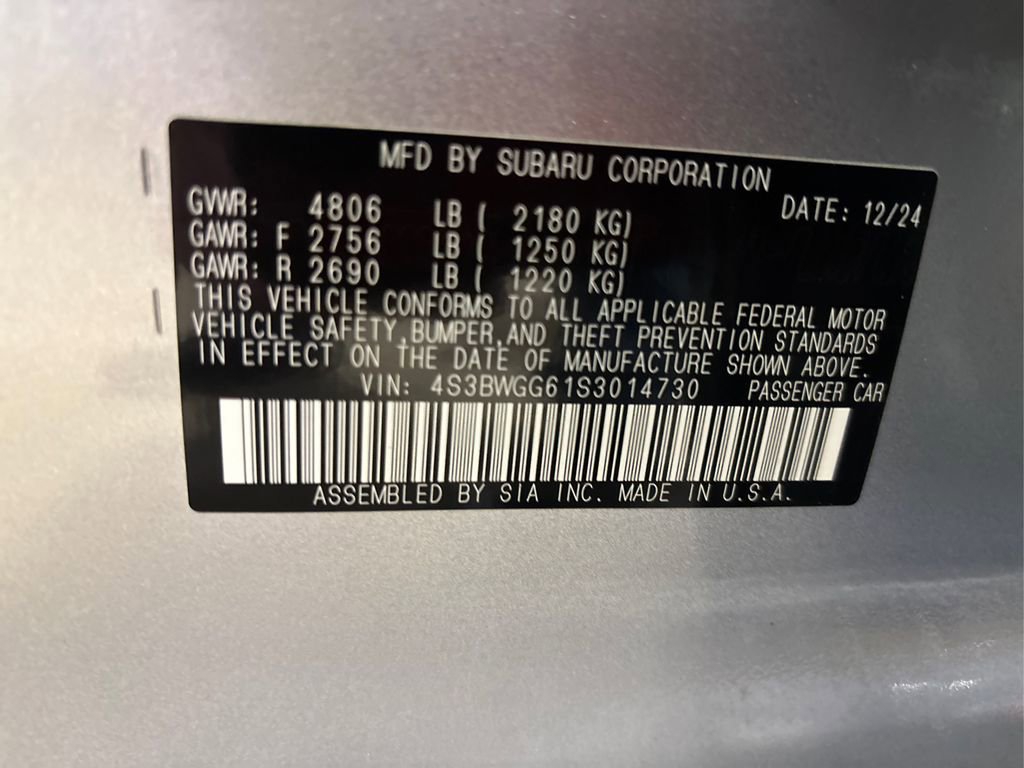 MFD BY SUBARU CORPORATION
DATE: 12/24
GVWR: 4806 LB ( 2180 KG)
GAWR: F 2756 LB ( 1250 KG)
GAWR: R 2690 LB ( 1220 KG)
THIS VEHICLE CONFORMS TO ALL APPLICABLE FEDERAL MOTOR
VEHICLE SAFETY,BUMPER,AND THEFT PREVENTION STANDARDS
IN EFFECT ON THE DATE OF MANUFACTURE SHOWN ABOVE.
VIN: 4S3BWGG61S3014730 PASSENGER CAR
ASSEMBLED BY SIA INC. MADE IN U.S.A.